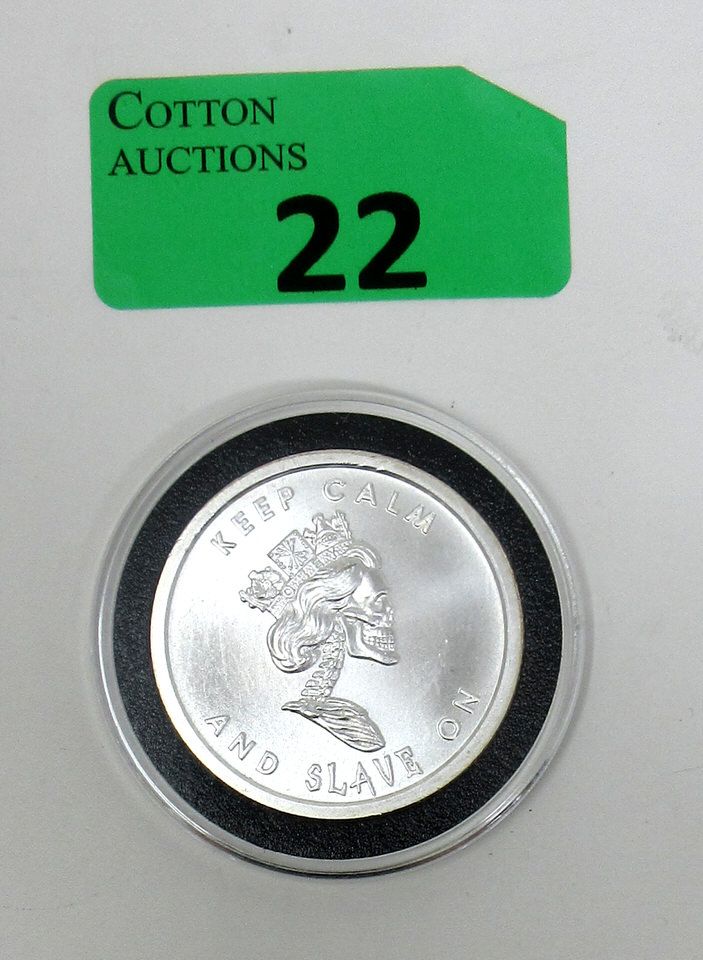 COTTON
AUCTIONS
22
KEEP CALM
AND SLAVE ON